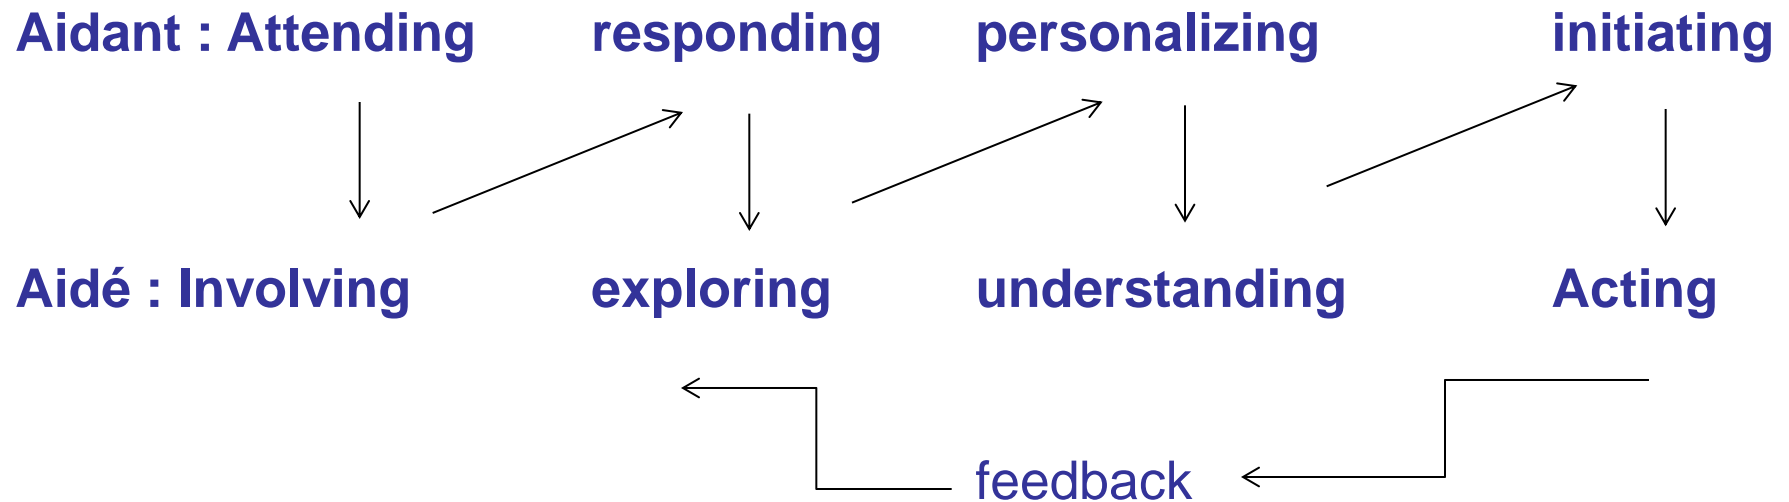 Aidant : Attending responding personalizing initiating
Aidé : Involving exploring understanding Acting
feedback